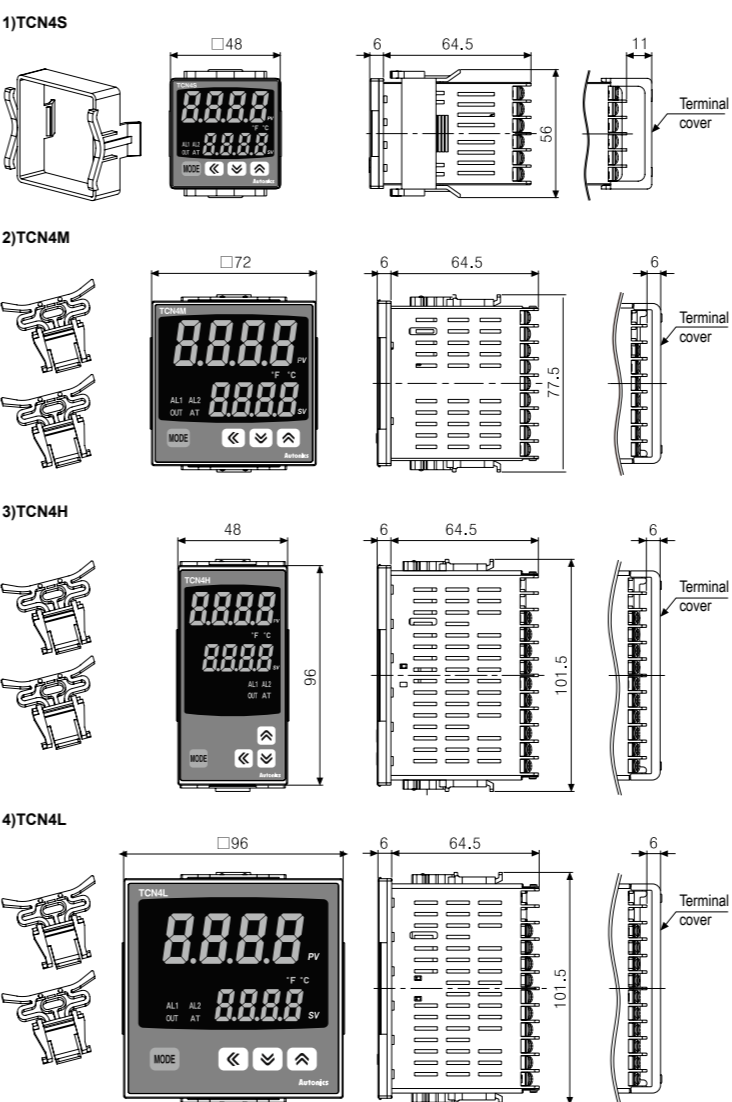 1)TCN4S
□48
6
64.5
11
TCN4S
8.8.8.8.
PV
°F °C
AL1 AL2
OUT AT
8.8.8.8
SV
MODE
Autonics
56
Terminal
cover
2)TCN4M
□72
6
64.5
6
TCN4M
8.8.8.8
PV
°F °C
AL1 AL2
OUT AT
8.8.8.8
SV
MODE
Autonics
77.5
Terminal
cover
3)TCN4H
48
6
64.5
6
TCN4H
8.8.8.8
PV
°F °C
8.8.8.8
SV
AL1 AL2
OUT AT
MODE
Autonics
96
101.5
Terminal
cover
4)TCN4L
□96
6
64.5
6
TCN4L
8.8.8.8
PV
°F °C
AL1 AL2
OUT AT
8.8.8.8
SV
MODE
Autonics
101.5
Terminal
cover